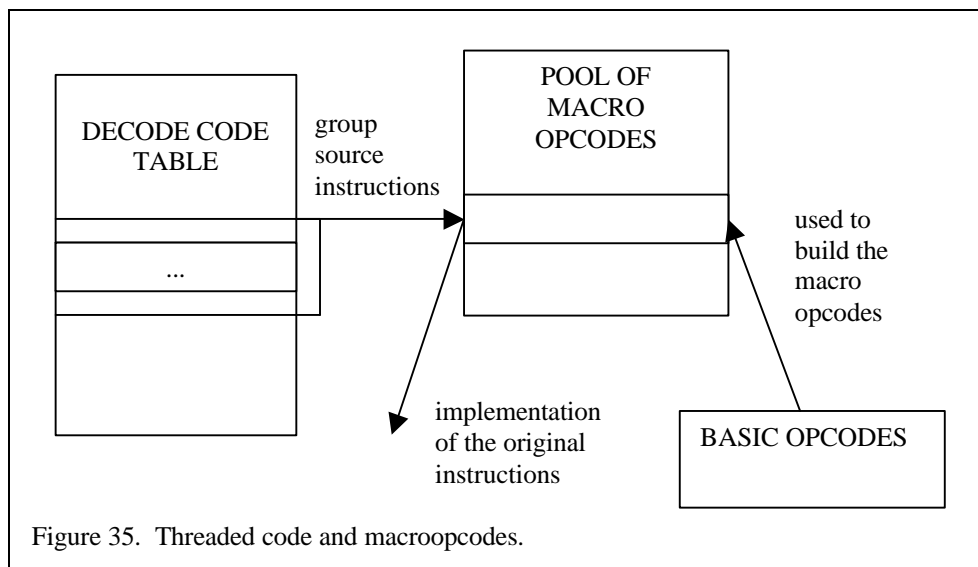 DECODE CODE
TABLE
...
group
source
instructions
POOL OF
MACRO
OPCODES
used to
build the
macro
opcodes
implementation
of the original
instructions
BASIC OPCODES
Figure 35.  Threaded code and macroopcodes.